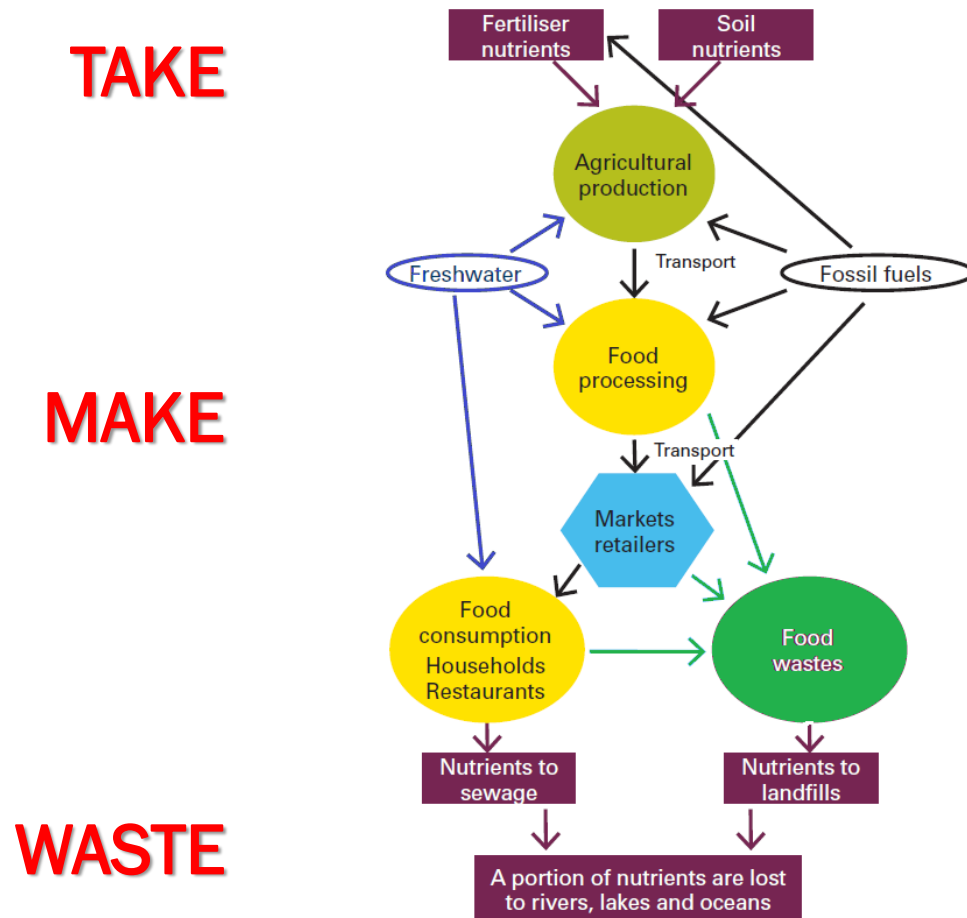 TAKE
Fertiliser
nutrients
Soil
nutrients
Agricultural
production
Freshwater
Transport
Fossil fuels
MAKE
Food
processing
Transport
Markets
retailers
Food
consumption
Households
Restaurants
Food
wastes
Nutrients to
sewage
Nutrients to
landfills
WASTE
A portion of nutrients are lost
to rivers, lakes and oceans